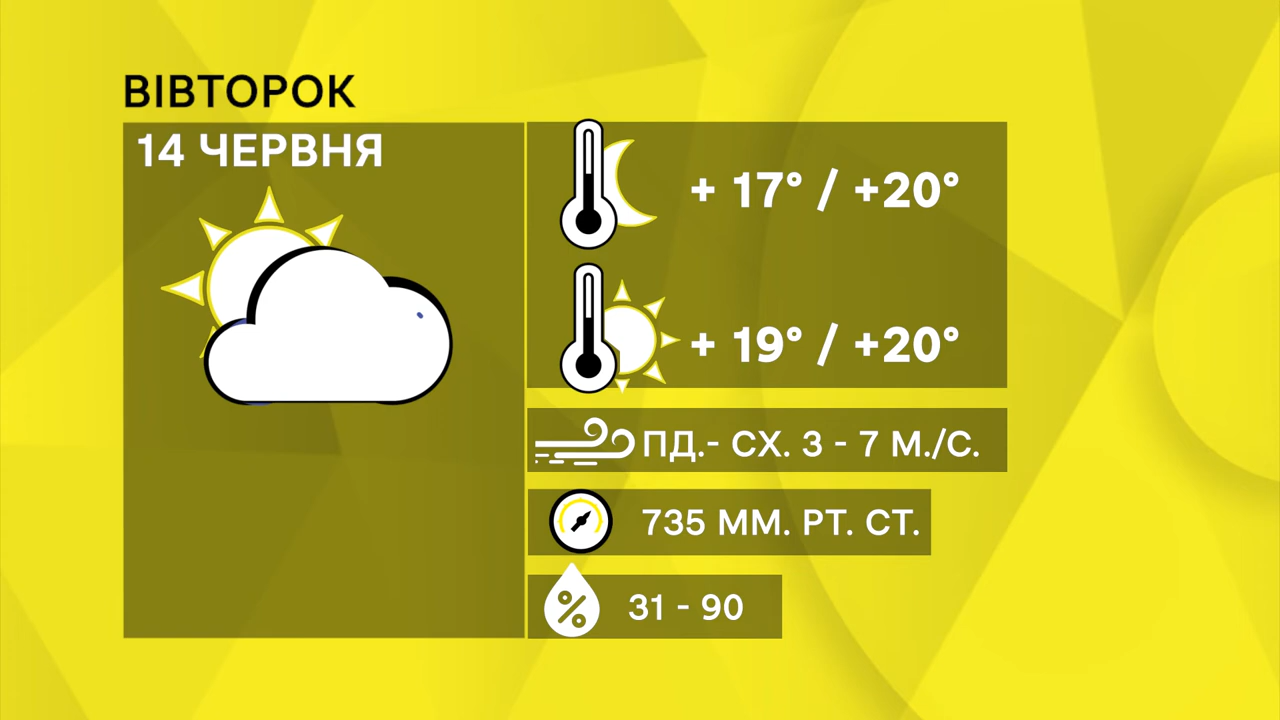 ВІВТОРОК
14 ЧЕРВНЯ
+ 17° / +20°
+ 19° / +20°
ПД.- СХ. 3 - 7 М./С.
735 ММ. РТ. СТ.
% 31 - 90